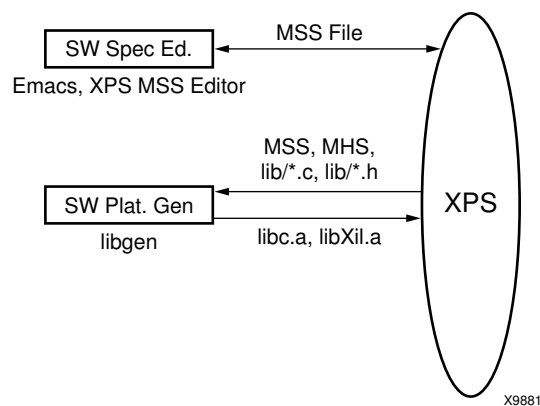 MSS File
SW Spec Ed.
Emacs, XPS MSS Editor
MSS, MHS,
lib/*.c, lib/*.h
SW Plat. Gen
XPS
libgen
libc.a, libXil.a
X9881